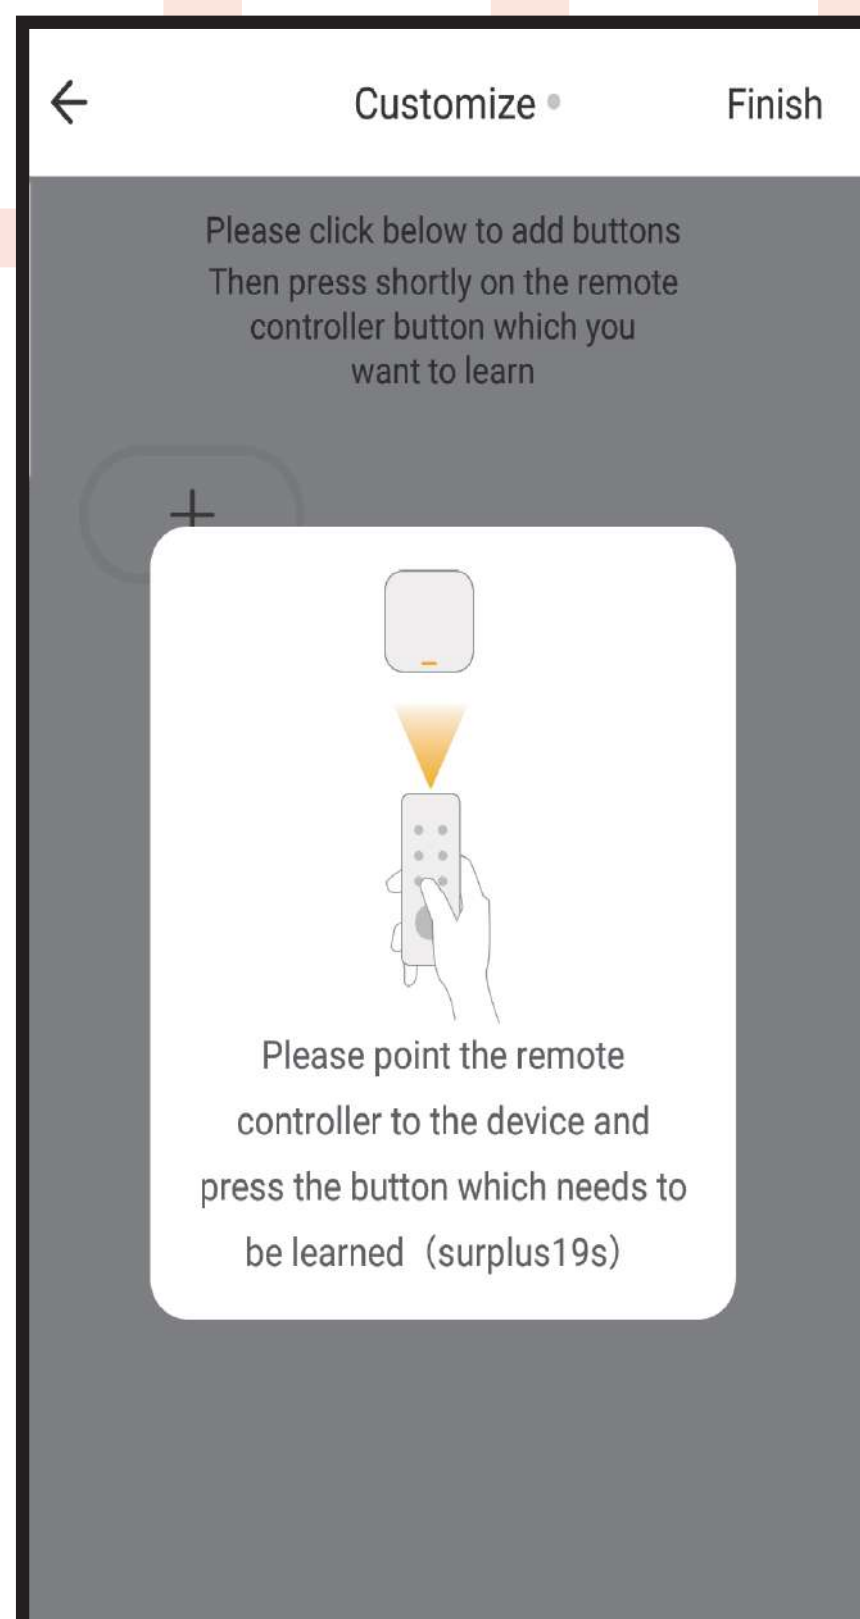 Customize
Finish
Please click below to add buttons
Then press shortly on the remote
controller button which you
want to learn
Please point the remote
controller to the device and
press the button which needs to
be learned（surplus19s）